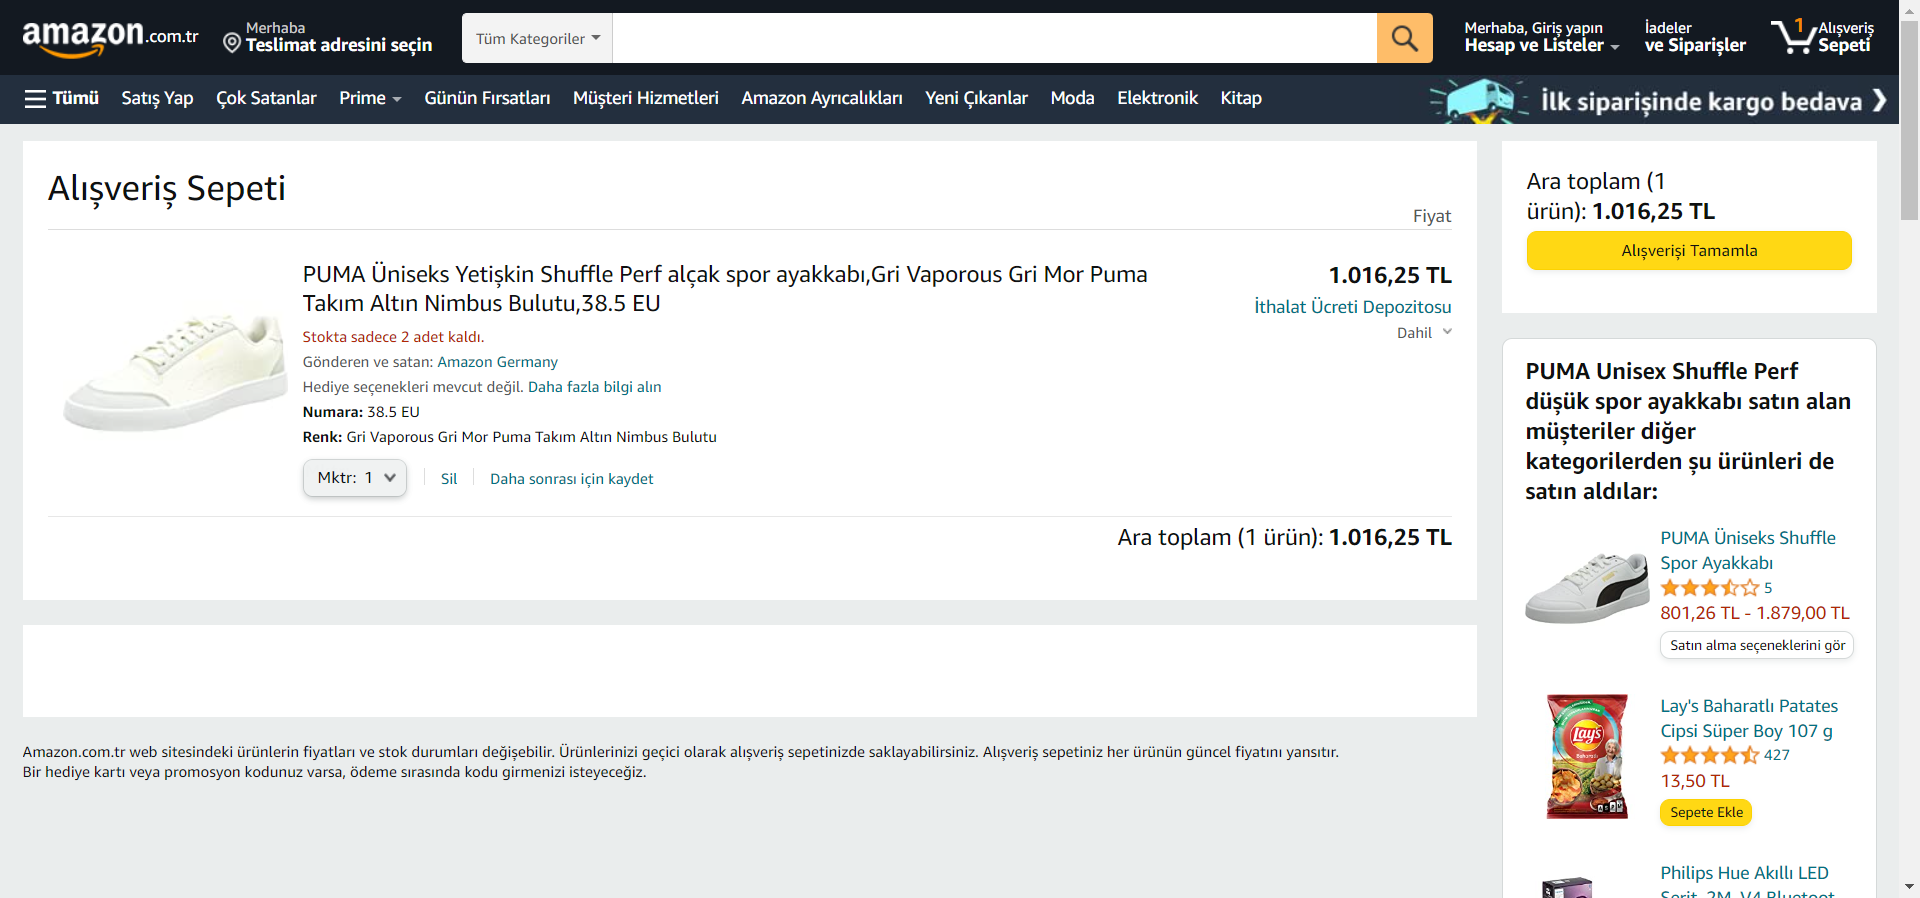 amazon.com.tr
Merhaba
Teslimat adresini seçin
Tüm Kategoriler
Merhaba, Giriş yapın
Hesap ve Listeler
İadeler
ve Siparişler
1
Alışveriş
Sepeti
Tümü
Satış Yap
Çok Satanlar
Prime
Günün Fırsatları
Müşteri Hizmetleri
Amazon Ayrıcalıkları
Yeni Çıkanlar
Moda
Elektronik
Kitap
İlk siparişinde kargo bedava
Alışveriş Sepeti
Fiyat
PUMA Üniseks Yetişkin Shuffle Perf alçak spor ayakkabı,Gri Vaporous Gri Mor Puma
Takım Altın Nimbus Bulutu,38.5 EU
1.016,25 TL
İthalat Ücreti Depozitosu
Dahil
Stokta sadece 2 adet kaldı.
Gönderen ve satan: Amazon Germany
Hediye seçenekleri mevcut değil. Daha fazla bilgi alın
Numara: 38.5 EU
Renk: Gri Vaporous Gri Mor Puma Takım Altın Nimbus Bulutu
Mktr: 1
Sil
Daha sonrası için kaydet
Ara toplam (1 ürün): 1.016,25 TL
Amazon.com.tr web sitesindeki ürünlerin fiyatları ve stok durumları değişebilir. Ürünlerinizi geçici olarak alışveriş sepetinizde saklayabilirsiniz. Alışveriş sepetiniz her ürünün güncel fiyatını yansıtır.
Bir hediye kartı veya promosyon kodunuz varsa, ödeme sırasında kodu girmenizi isteyeceğiz.
Ara toplam (1
ürün): 1.016,25 TL
Alışverişi Tamamla
PUMA Unisex Shuffle Perf
düşük spor ayakkabı satın alan
müşteriler diğer
kategorilerden şu ürünleri de
satın aldılar:
PUMA Üniseks Shuffle
Spor Ayakkabı
5
801,26 TL - 1.879,00 TL
Satın alma seçeneklerini gör
Lay's
Lay's Baharatlı Patates
Cipsi Süper Boy 107 g
427
13,50 TL
Sepete Ekle
Philips Hue Akıllı LED
Şerit, 2M, V4 Bluetoot